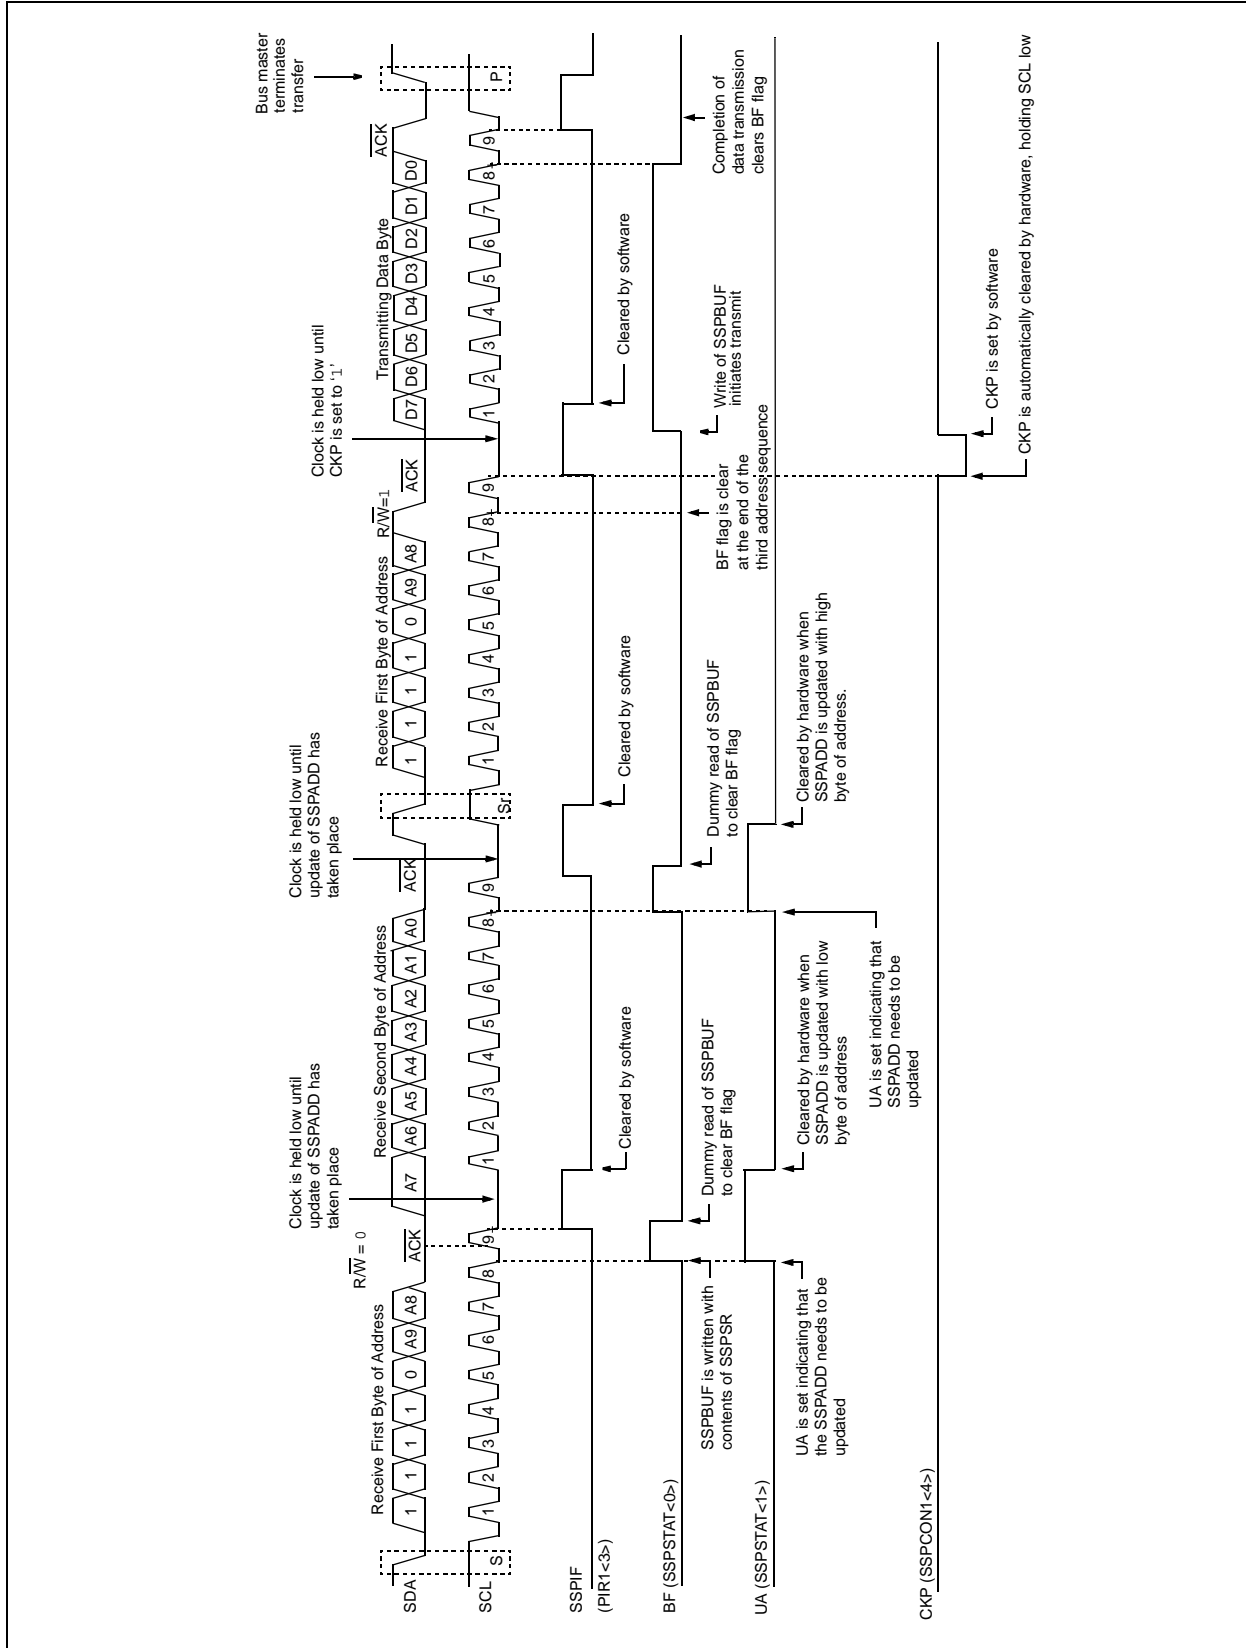 Bus master
terminates
transfer
Clock is held low until
CKP is set to ‘1’
Clock is held low until
update of SSPADD has
taken place
Clock is held low until
update of SSPADD has
taken place
R/W = 0
R/W=1
Receive First Byte of Address
ACK
Receive Second Byte of Address
ACK
Receive First Byte of Address
ACK
Transmitting Data Byte
ACK
SDA
1 1 1 1 0 A9 A8
A7 A6 A5 A4 A3 A2 A1 A0
1 1 1 1 0 A9 A8
D7 D6 D5 D4 D3 D2 D1 D0
SCL
S 1 2 3 4 5 6 7 8 9
1 2 3 4 5 6 7 8 9
Sr 1 2 3 4 5 6 7 8 9
1 2 3 4 5 6 7 8 9 P
SSPIF
(PIR1<3>)
Cleared by software
Cleared by software
Cleared by software
BF (SSPSTAT<0>)
SSPBUF is written with
contents of SSPSR
Dummy read of SSPBUF
to clear BF flag
Dummy read of SSPBUF
to clear BF flag
BF flag is clear
at the end of the
third address sequence
Write of SSPBUF
initiates transmit
Completion of
data transmission
clears BF flag
UA (SSPSTAT<1>)
UA is set indicating that
the SSPADD needs to be
updated
Cleared by hardware when
SSPADD is updated with low
byte of address
UA is set indicating that
SSPADD needs to be
updated
Cleared by hardware when
SSPADD is updated with high
byte of address.
CKP (SSPCON1<4>)
CKP is set by software
CKP is automatically cleared by hardware, holding SCL low